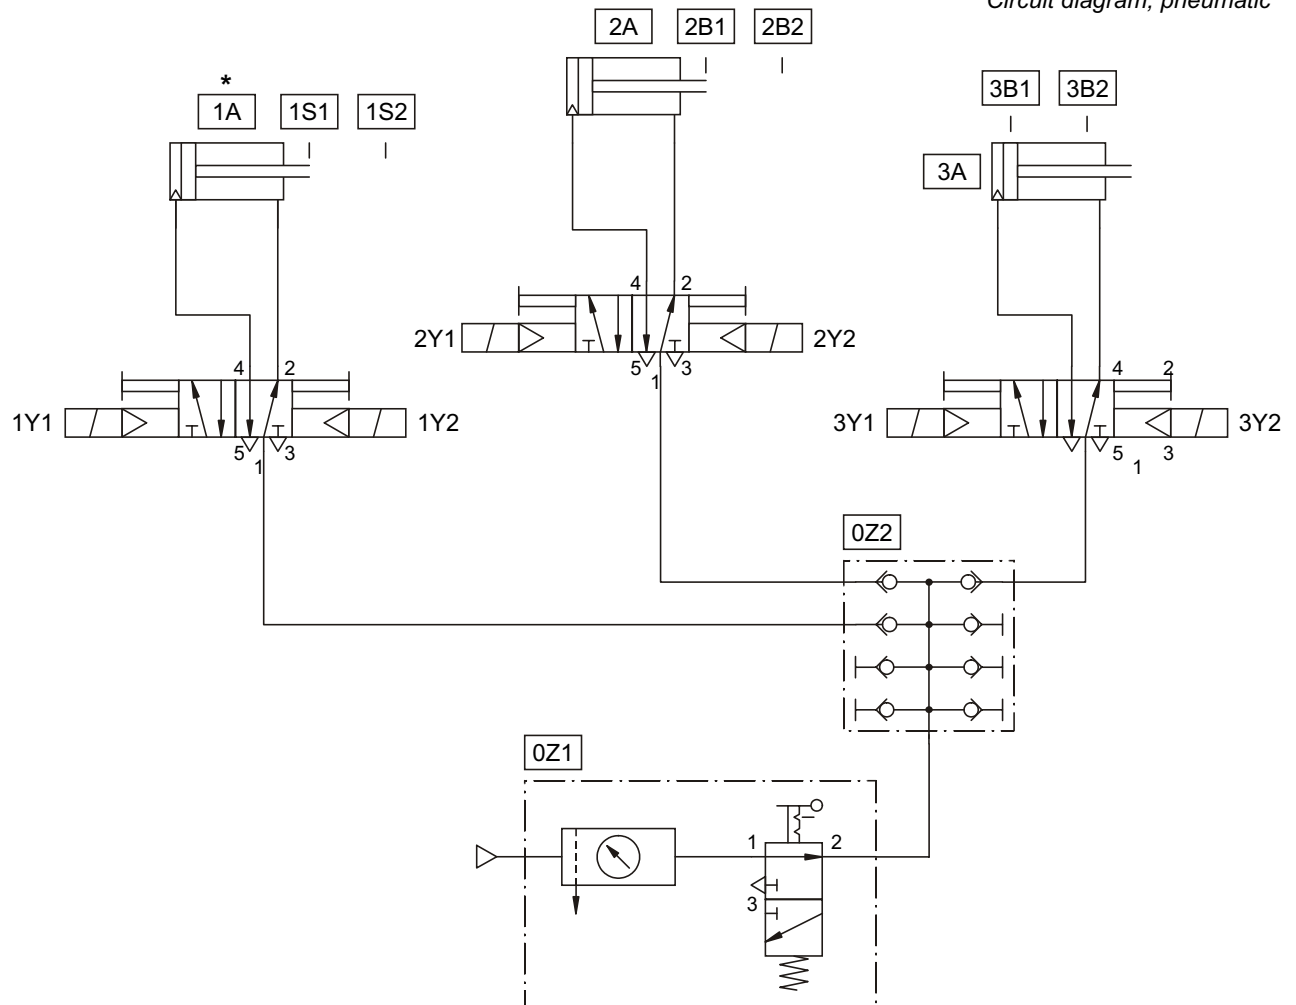 Circuit diagram, pneumatic
2A 2B1 2B2
*
1A 1S1 1S2
3B1 3B2
3A
4 2
2Y1 2Y2
5 1 3
4 2
1Y1 1Y2
5 1 3
4 2
3Y1 3Y2
5 1 3
0Z2
0Z1
1 2
3